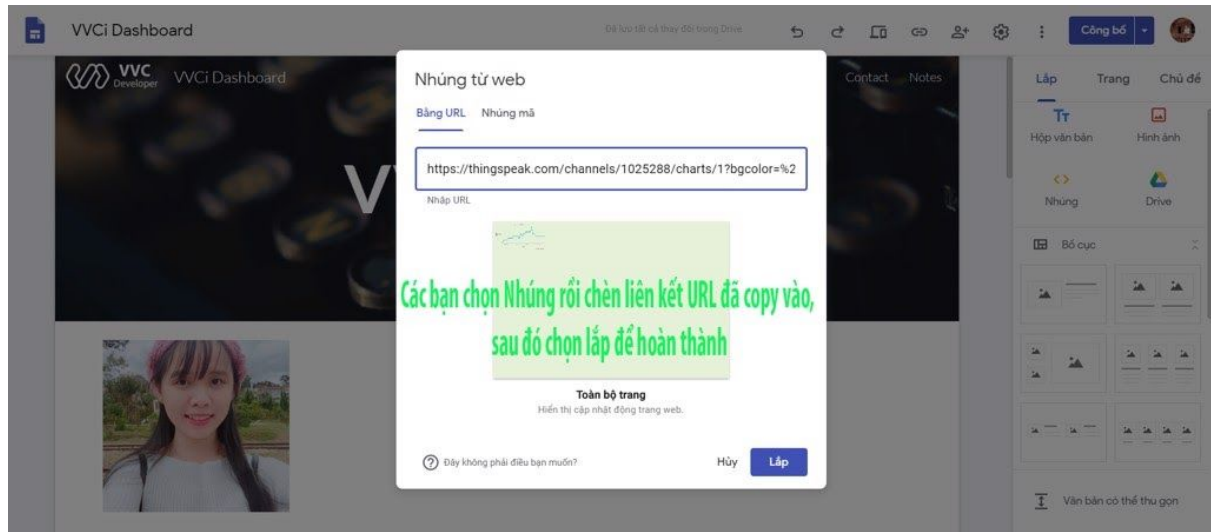 VVCi Dashboard
Đã lưu tất cả thay đổi trong Drive
Công bố
VVC
Developer
VVCi Dashboard
Contact
Notes
V
Nhúng từ web
Bằng URL
Nhúng mã
https://thingspeak.com/channels/1025288/charts/1?bgcolor=%2
Nhập URL
Các bạn chọn Nhúng rồi chèn liên kết URL đã copy vào,
sau đó chọn lắp để hoàn thành
Toàn bộ trang
Hiển thị cập nhật động trang web.
Đây không phải điều bạn muốn?
Hủy
Lắp
Lắp
Trang
Chủ đề
Tт
Hộp văn bản
Hình ảnh
Nhúng
Drive
Bố cục
Văn bản có thể thu gọn